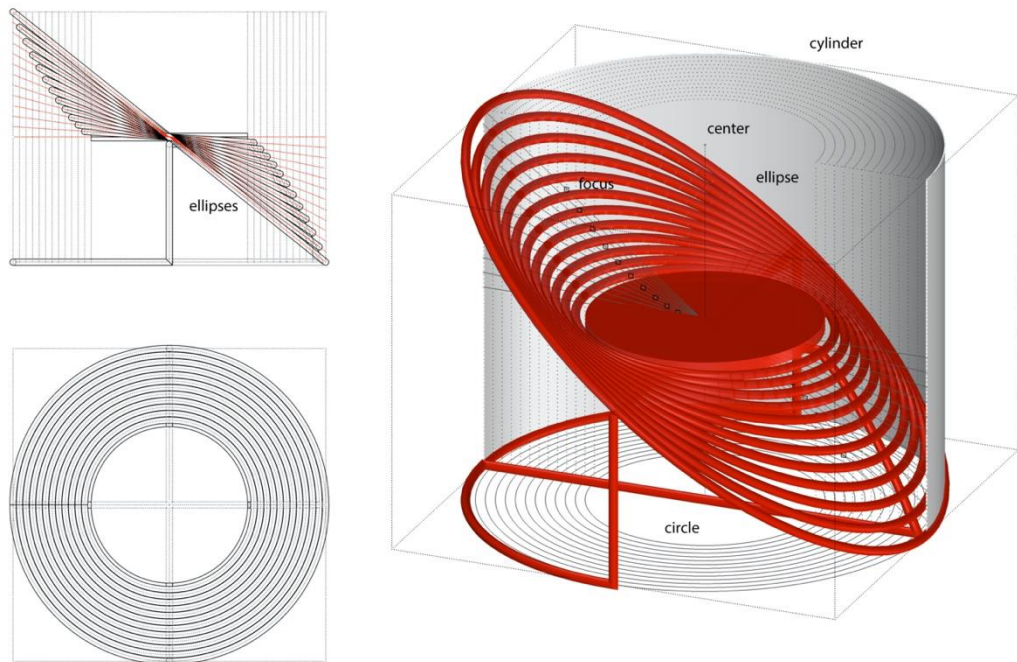 ellipses
cylinder
center
ellipse
focus
circle